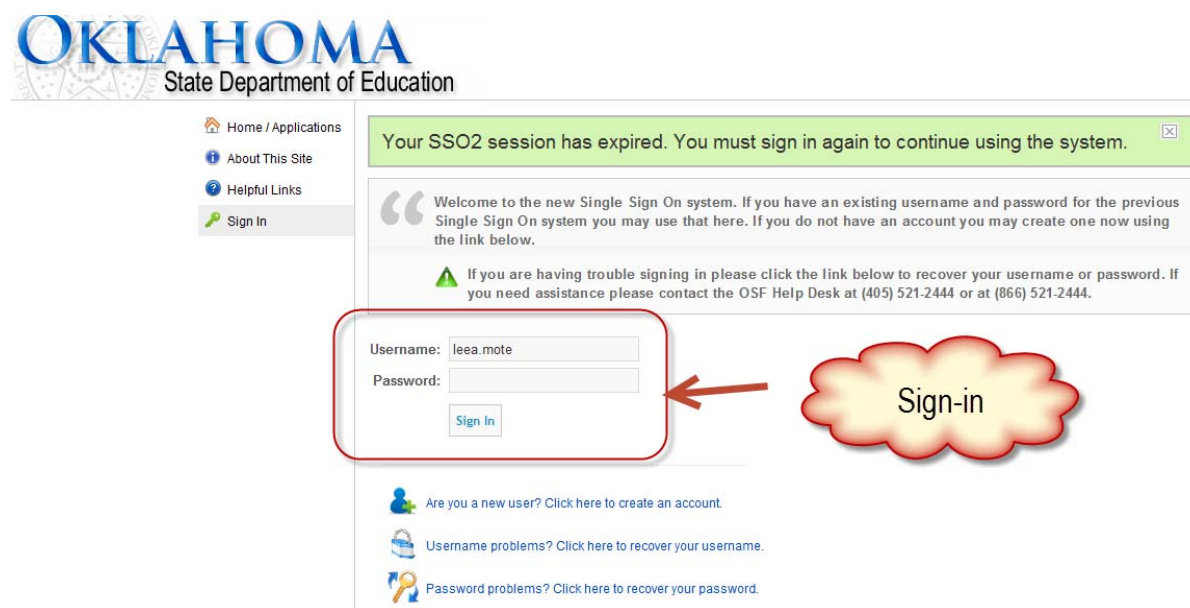 OKLAHOMA
State Department of Education
Home / Applications
About This Site
Helpful Links
Sign In
Your SSO2 session has expired. You must sign in again to continue using the system.
Welcome to the new Single Sign On system. If you have an existing username and password for the previous
Single Sign On system you may use that here. If you do not have an account you may create one now using
the link below.
If you are having trouble signing in please click the link below to recover your username or password. If
you need assistance please contact the OSF Help Desk at (405) 521-2444 or at (866) 521-2444.
Username: leea.mote
Password:
Sign In
Sign-in
Are you a new user? Click here to create an account.
Username problems? Click here to recover your username.
Password problems? Click here to recover your password.